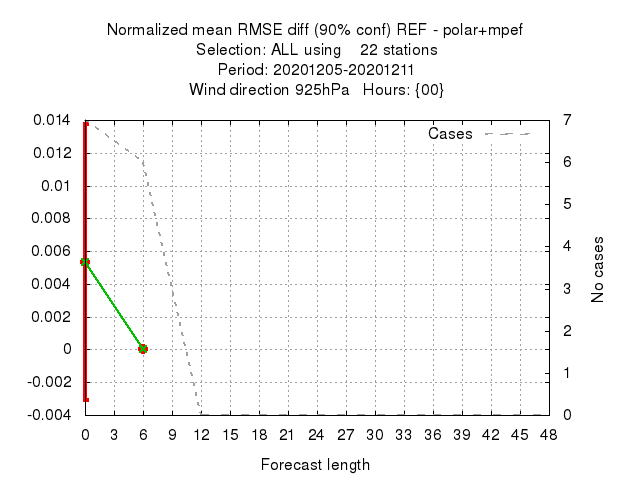 Normalized mean RMSE diff (90% conf) REF - polar+mpef
Selection: ALL using 22 stations
Period: 20201205-20201211
Wind direction 925hPa Hours: {00}
Cases
0.014
0.012
0.01
0.008
0.006
0.004
0.002
0
-0.002
-0.004
7
6
5
4
3
2
1
0
No cases
0 3 6 9 12 15 18 21 24 27 30 33 36 39 42 45 48
Forecast length